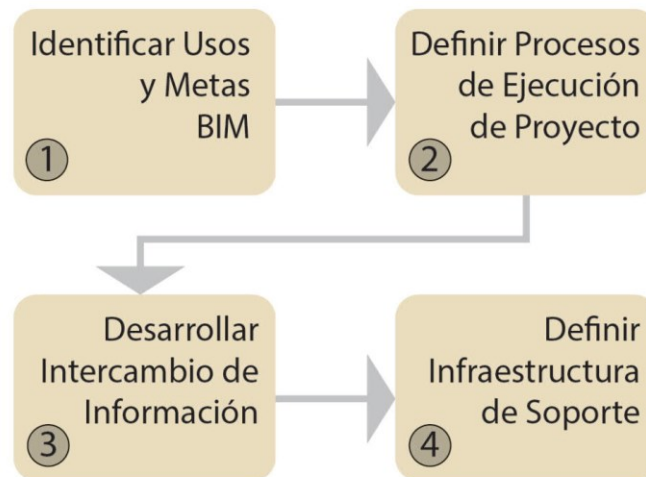 Identificar Usos
y Metas
BIM
1
Definir Procesos
de Ejecución
de Proyecto
2
Desarrollar
Intercambio de
Información
3
Definir
Infraestructura
de Soporte
4